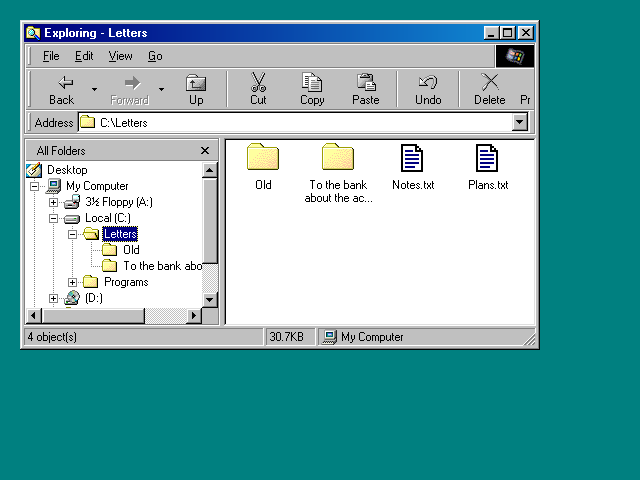 Exploring - Letters
File Edit View Go
Back Forward Up Cut Copy Paste Undo Delete Pr
Address C:\Letters
All Folders
Desktop
My Computer
3½ Floppy (A:)
Local (C:)
Letters
Old
To the bank abo
Programs
(D:)
Old
To the bank
about the ac...
Notes.txt
Plans.txt
4 object(s) 30.7KB My Computer